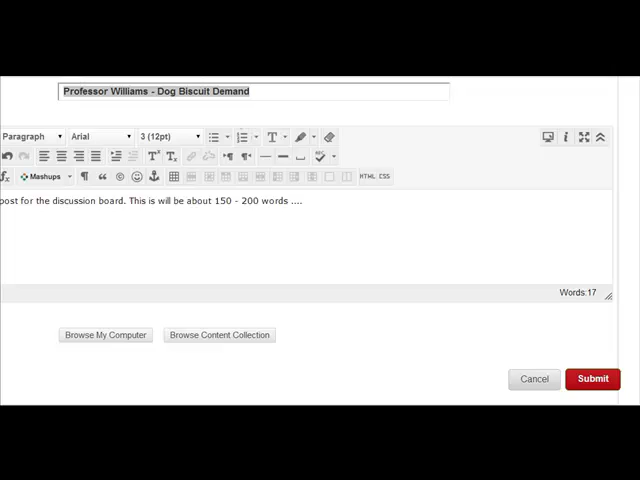 Professor Williams - Dog Biscuit Demand
Paragraph Arial 3 (12pt)
Mashups HTML CSS
post for the discussion board. This is will be about 150 - 200 words ....
Words:17
Browse My Computer Browse Content Collection
Cancel Submit